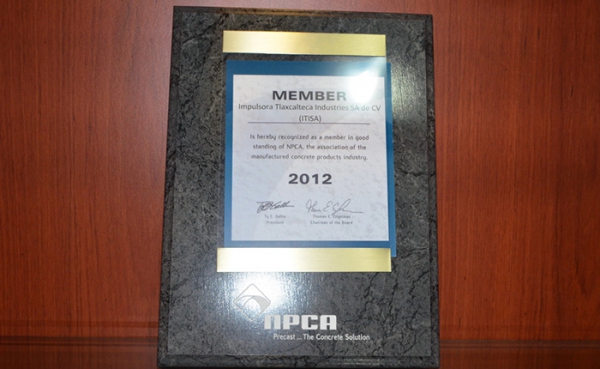 MEMBER
Impulsora Tlaxcalteca Industries SA de CV
(ITISA)
is hereby recognized as a member in good
standing of NPCA, the association of the
manufactured concrete products industry.
2012
President
Chairman of the Board
NPCA
Precast ... The Concrete Solution